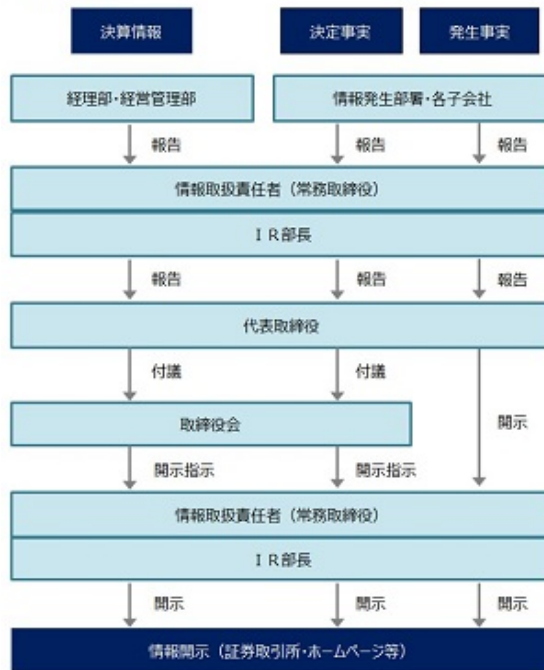 決算情報
決定事実
発生事実
経理部・経営管理部
情報発生部署・各子会社
報告
報告
報告
情報取扱責任者（常務取締役）
ＩＲ部長
報告
報告
報告
代表取締役
付議
付議
開示
取締役会
開示指示
開示指示
情報取扱責任者（常務取締役）
ＩＲ部長
開示
開示
開示
情報開示（証券取引所・ホームページ等）